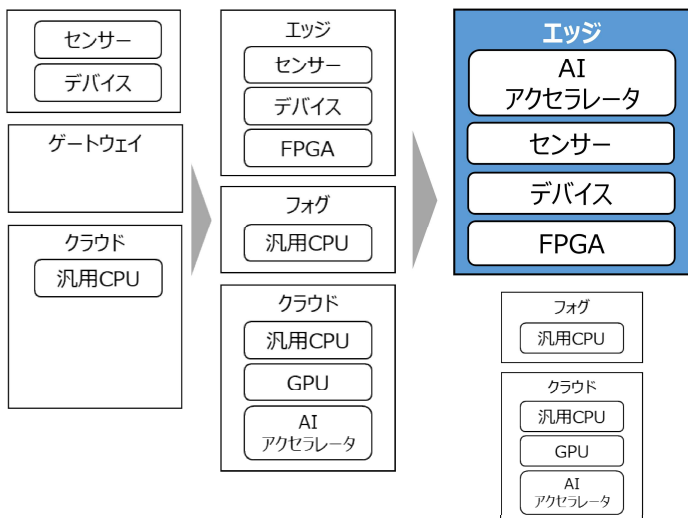 センサー
デバイス
ゲートウェイ
クラウド
汎用CPU
エッジ
センサー
デバイス
FPGA
フォグ
汎用CPU
クラウド
汎用CPU
GPU
AI
アクセラレータ
エッジ
AI
アクセラレータ
センサー
デバイス
FPGA
フォグ
汎用CPU
クラウド
汎用CPU
GPU
AI
アクセラレータ